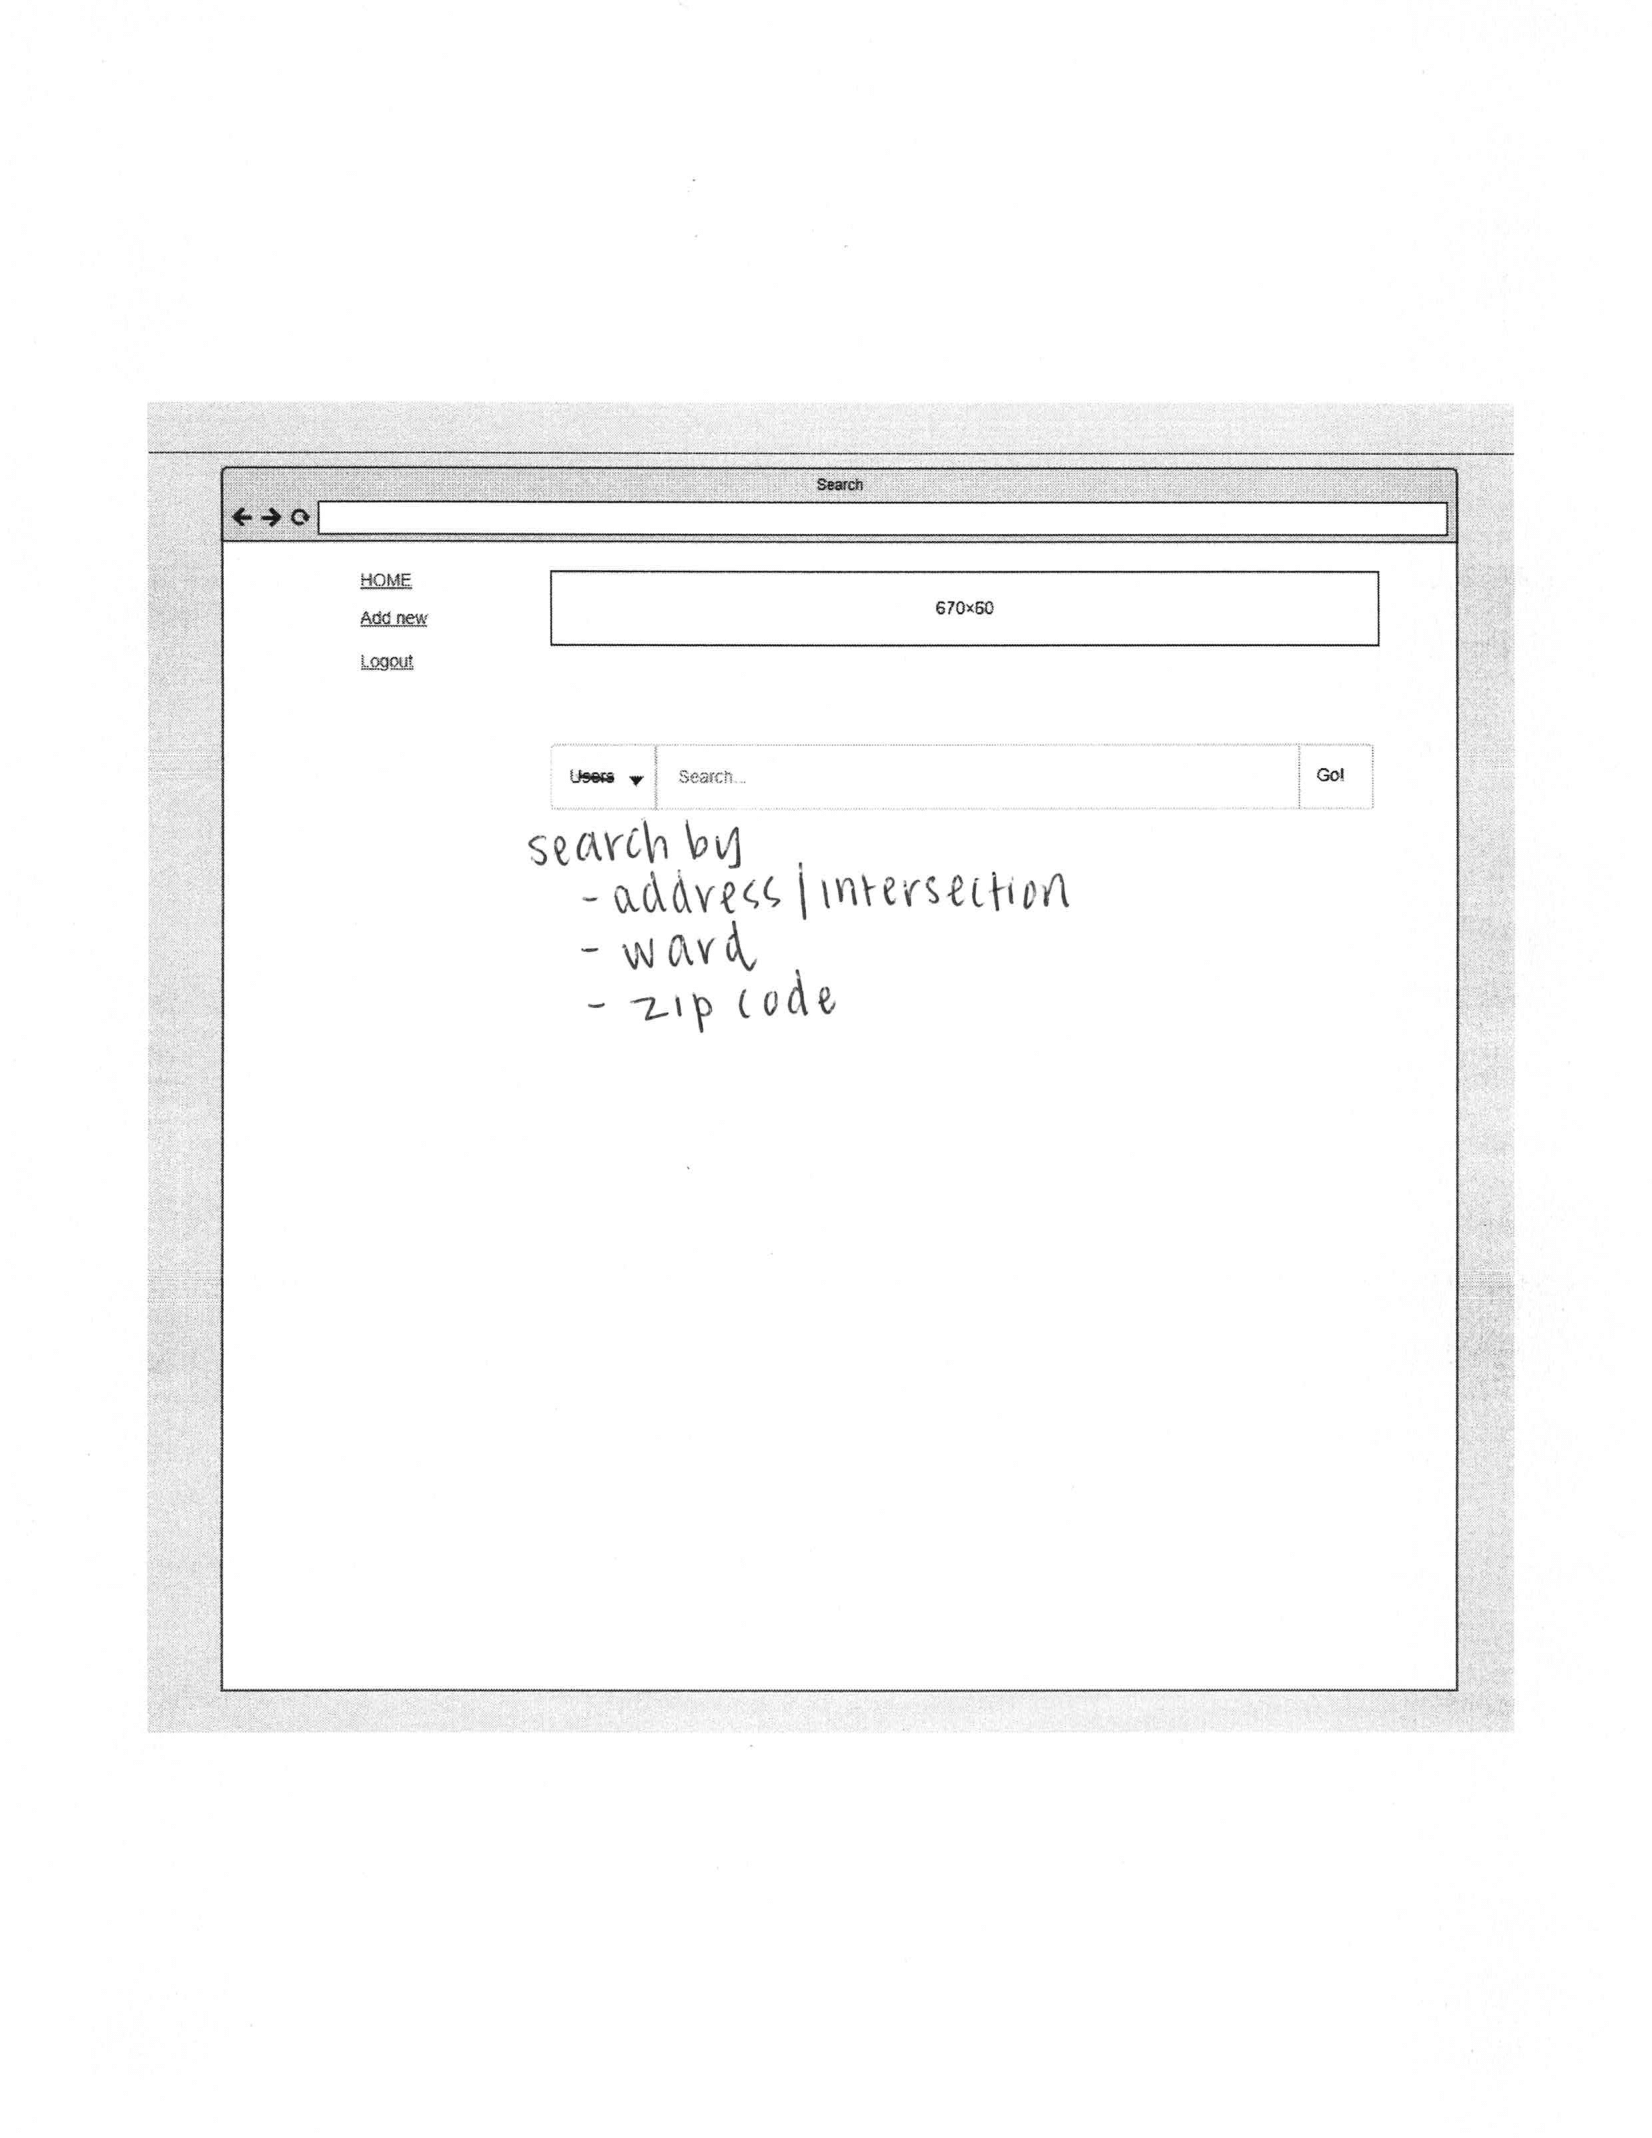 Search
HOME
670×60
Add new
Logout
Users
Search...
Go!
search by
- address/intersection
- ward
- zip code